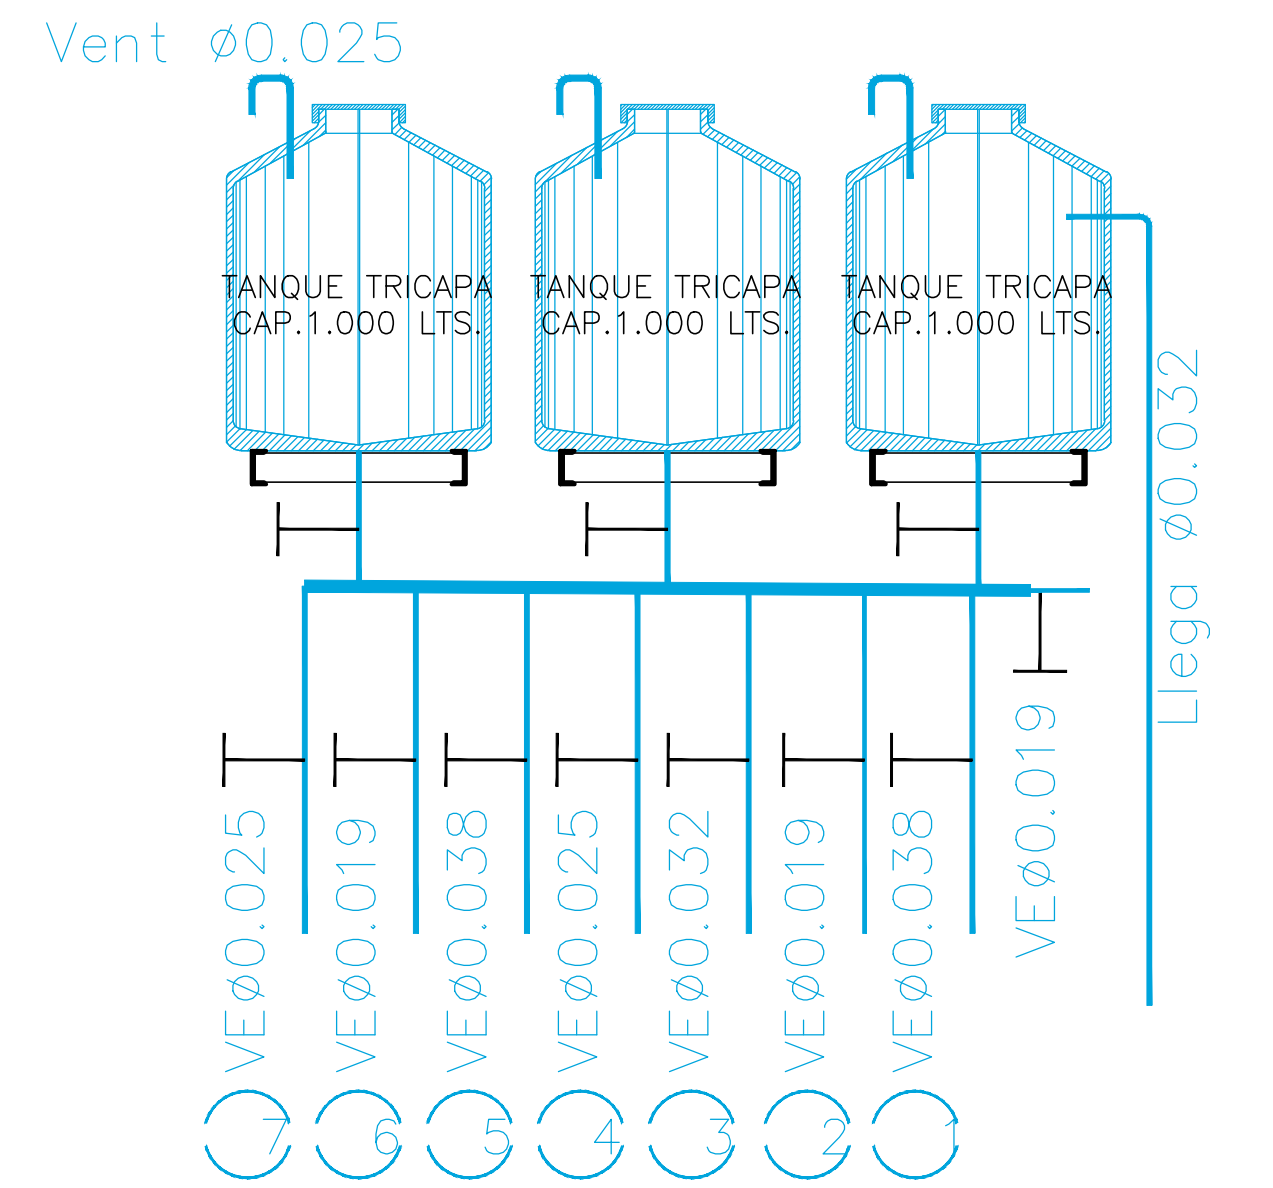 Vent ø0.025
TANQUE TRICAPA
CAP.1.000 LTS.
TANQUE TRICAPA
CAP.1.000 LTS.
TANQUE TRICAPA
CAP.1.000 LTS.
Llega ø0.032
VEø0.025
VEø0.019
VEø0.038
VEø0.025
VEø0.032
VEø0.019
VEø0.038
VEø0.019
7
6
5
4
3
2
1